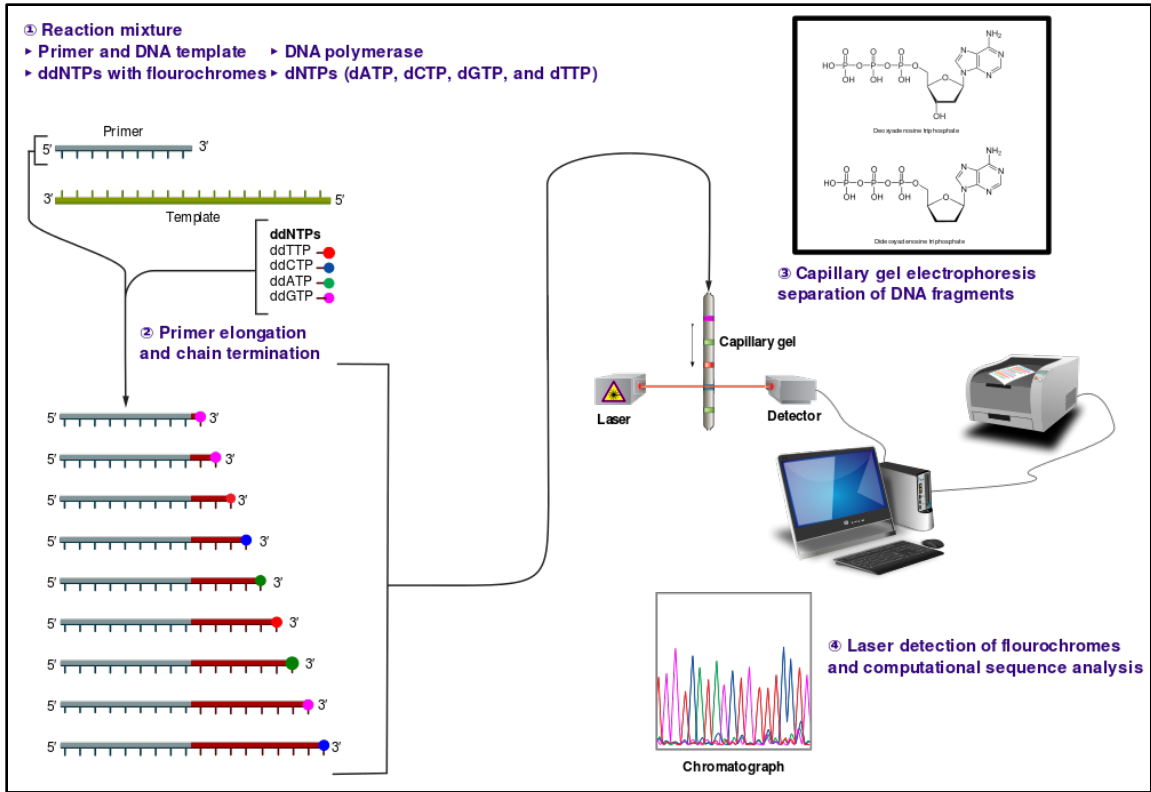 ① Reaction mixture
▸ Primer and DNA template ▸ DNA polymerase
▸ ddNTPs with flourochromes ▸ dNTPs (dATP, dCTP, dGTP, and dTTP)
Primer
5′ 3′
3′ 5′
Template
ddNTPs
ddTTP
ddCTP
ddATP
ddGTP
② Primer elongation
and chain termination
5′ 3′
5′ 3′
5′ 3′
5′ 3′
5′ 3′
5′ 3′
5′ 3′
5′ 3′
5′ 3′
NH₂
O O O
HO P O P O P O
OH OH OH
O
N N
N N
OH
Deoxyadenosine triphosphate
NH₂
O O O
HO P O P O P O
OH OH OH
O
N N
N N
Dideoxyadenosine triphosphate
③ Capillary gel electrophoresis
separation of DNA fragments
Capillary gel
Laser
Detector
④ Laser detection of flourochromes
and computational sequence analysis
Chromatograph